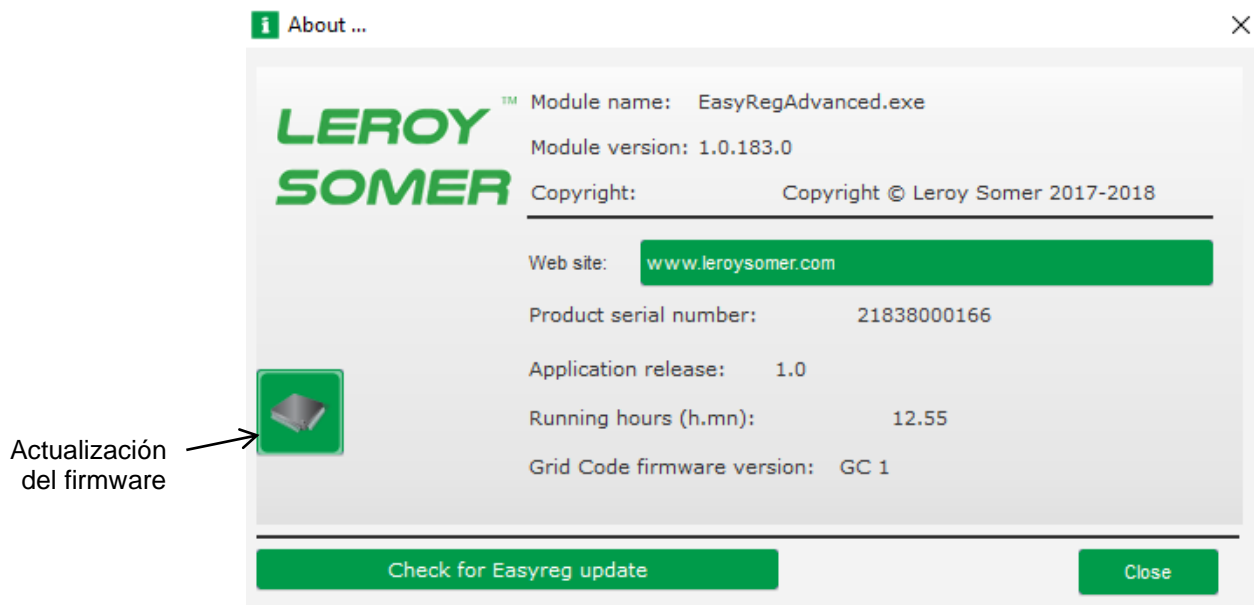 About ...
LEROY™
SOMER
Module name: EasyRegAdvanced.exe
Module version: 1.0.183.0
Copyright: Copyright © Leroy Somer 2017-2018
Web site: www.leroysomer.com
Product serial number: 21838000166
Application release: 1.0
Running hours (h.mn): 12.55
Grid Code firmware version: GC 1
Actualización
del firmware
Check for Easyreg update
Close